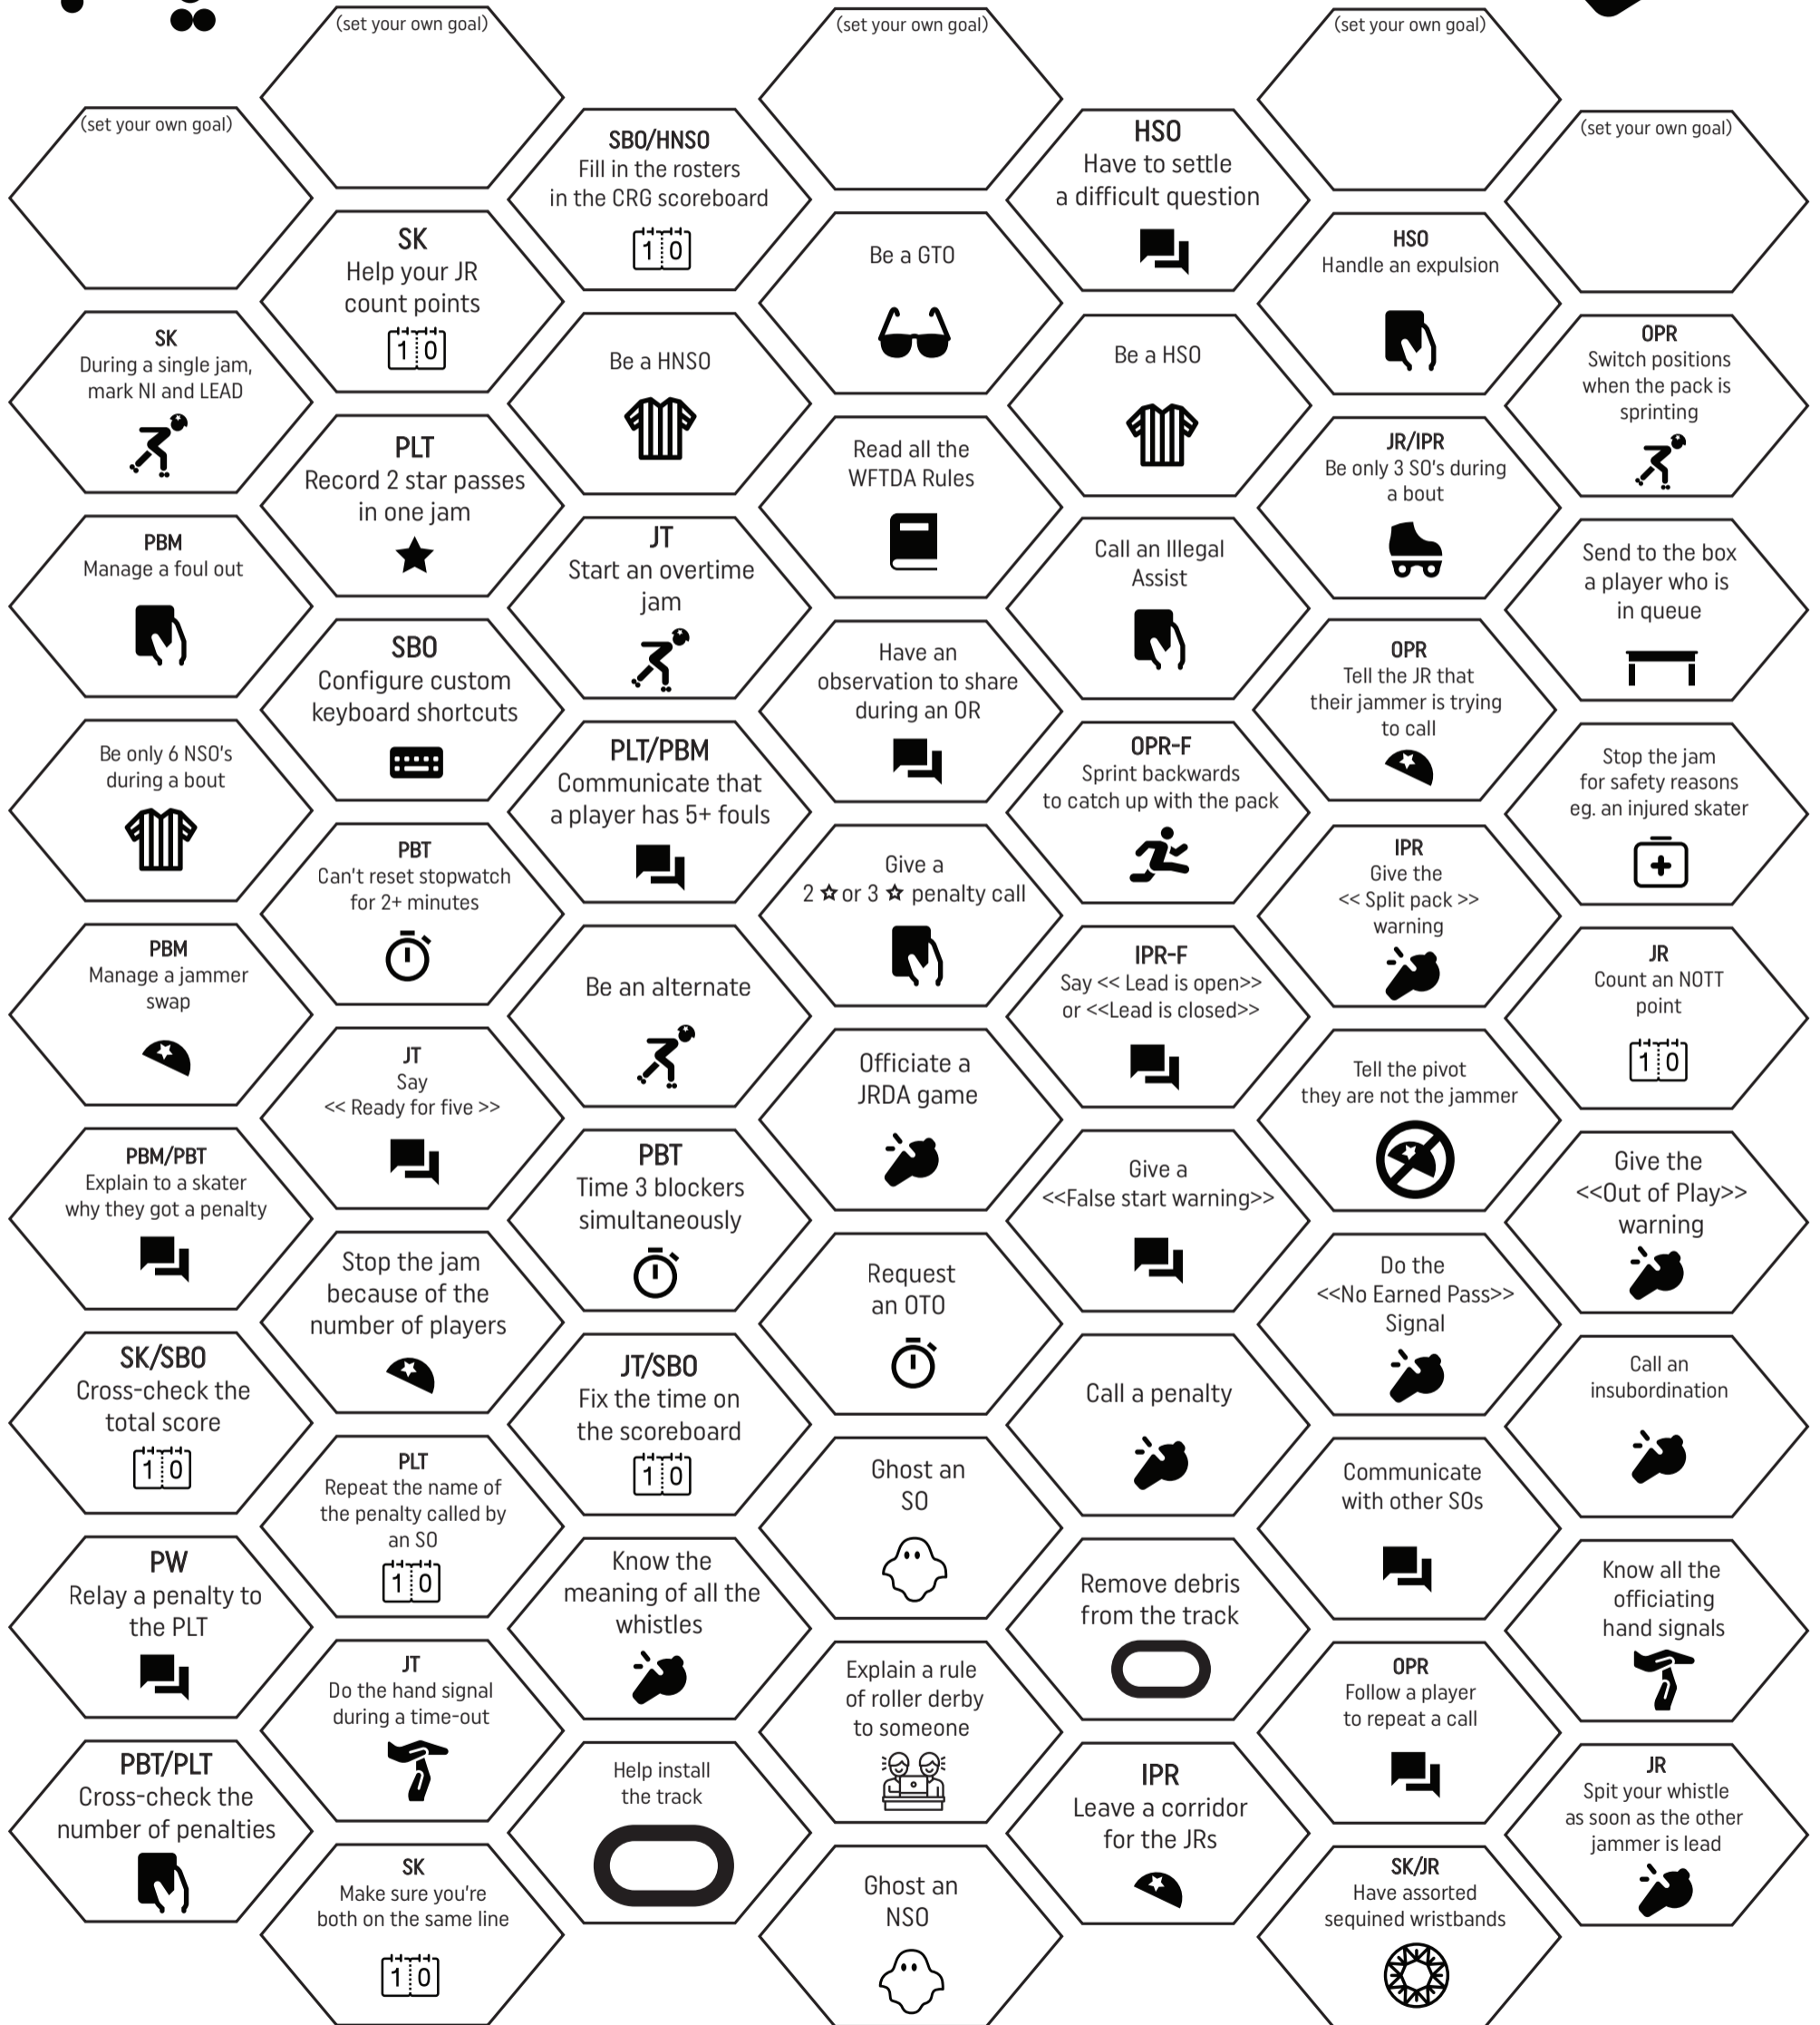 (set your own goal)
(set your own goal)
(set your own goal)
(set your own goal)
SBO/HNSO
Fill in the rosters
in the CRG scoreboard
HSO
Have to settle
a difficult question
(set your own goal)
SK
Help your JR
count points
1 0
1 0
Be a GTO
HSO
Handle an expulsion
SK
During a single jam,
mark NI and LEAD
Be a HNSO
Be a HSO
OPR
Switch positions
when the pack is
sprinting
PLT
Record 2 star passes
in one jam
Read all the
WFTDA Rules
JR/IPR
Be only 3 SO's during
a bout
PBM
Manage a foul out
JT
Start an overtime
jam
Call an Illegal
Assist
Send to the box
a player who is
in queue
SBO
Configure custom
keyboard shortcuts
Have an
observation to share
during an OR
OPR
Tell the JR that
their jammer is trying
to call
Be only 6 NSO's
during a bout
PLT/PBM
Communicate that
a player has 5+ fouls
OPR-F
Sprint backwards
to catch up with the pack
Stop the jam
for safety reasons
eg. an injured skater
PBT
Can't reset stopwatch
for 2+ minutes
Give a
2 ☆ or 3 ☆ penalty call
IPR
Give the
<< Split pack >>
warning
PBM
Manage a jammer
swap
Be an alternate
IPR-F
Say << Lead is open>>
or <<Lead is closed>>
JR
Count an NOTT
point
1 0
JT
Say
<< Ready for five >>
Officiate a
JRDA game
Tell the pivot
they are not the jammer
PBM/PBT
Explain to a skater
why they got a penalty
PBT
Time 3 blockers
simultaneously
Give a
<<False start warning>>
Give the
<<Out of Play>>
warning
Stop the jam
because of the
number of players
Request
an OTO
Do the
<<No Earned Pass>>
Signal
SK/SBO
Cross-check the
total score
1 0
JT/SBO
Fix the time on
the scoreboard
1 0
Call a penalty
Call an
insubordination
PLT
Repeat the name of
the penalty called by
an SO
1 0
Ghost an
SO
Communicate
with other SOs
PW
Relay a penalty to
the PLT
Know the
meaning of all the
whistles
Remove debris
from the track
Know all the
officiating
hand signals
JT
Do the hand signal
during a time-out
Explain a rule
of roller derby
to someone
OPR
Follow a player
to repeat a call
PBT/PLT
Cross-check the
number of penalties
Help install
the track
IPR
Leave a corridor
for the JRs
JR
Spit your whistle
as soon as the other
jammer is lead
SK
Make sure you're
both on the same line
1 0
Ghost an
NSO
SK/JR
Have assorted
sequined wristbands